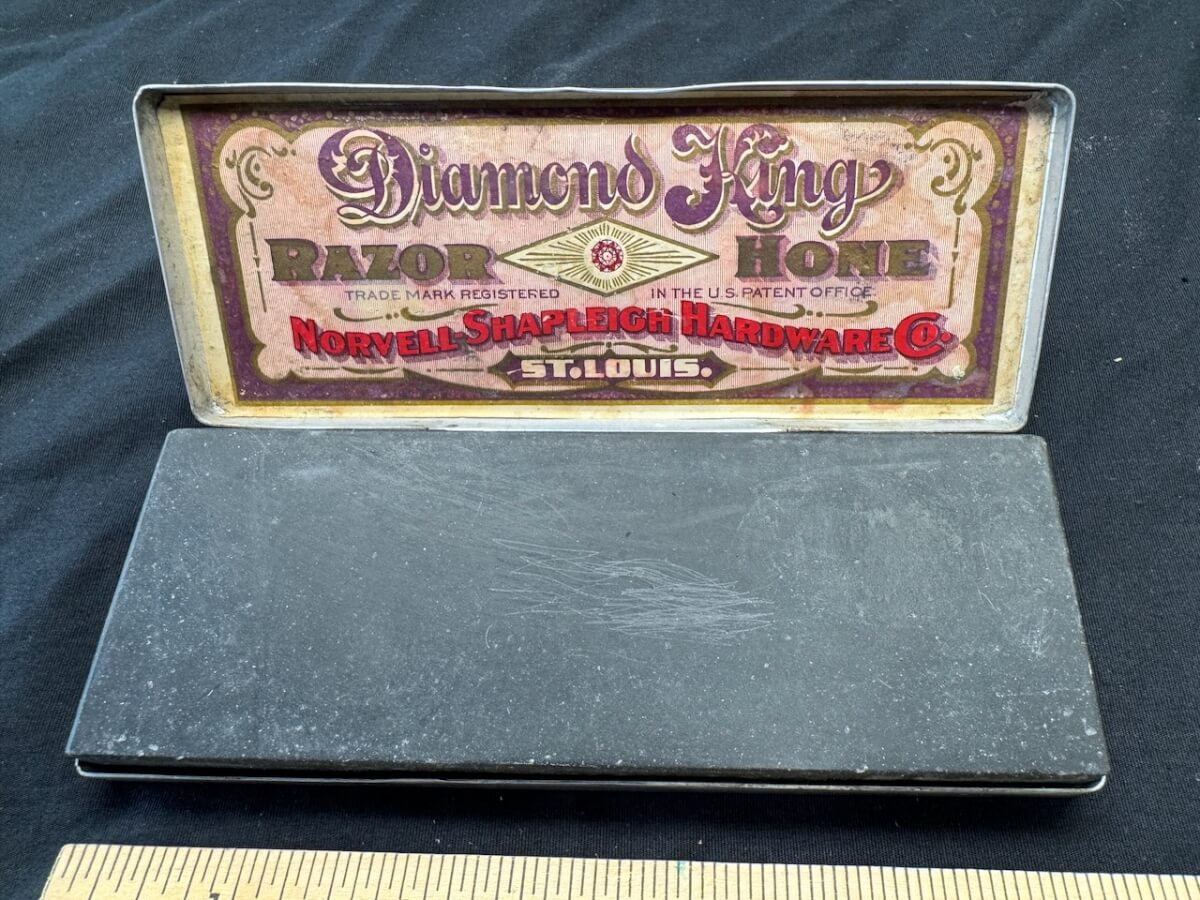 Diamond King
RAZOR HONE
TRADE MARK REGISTERED IN THE U.S. PATENT OFFICE
NORVELL-SHAPLEIGH HARDWARE CO.
ST. LOUIS.